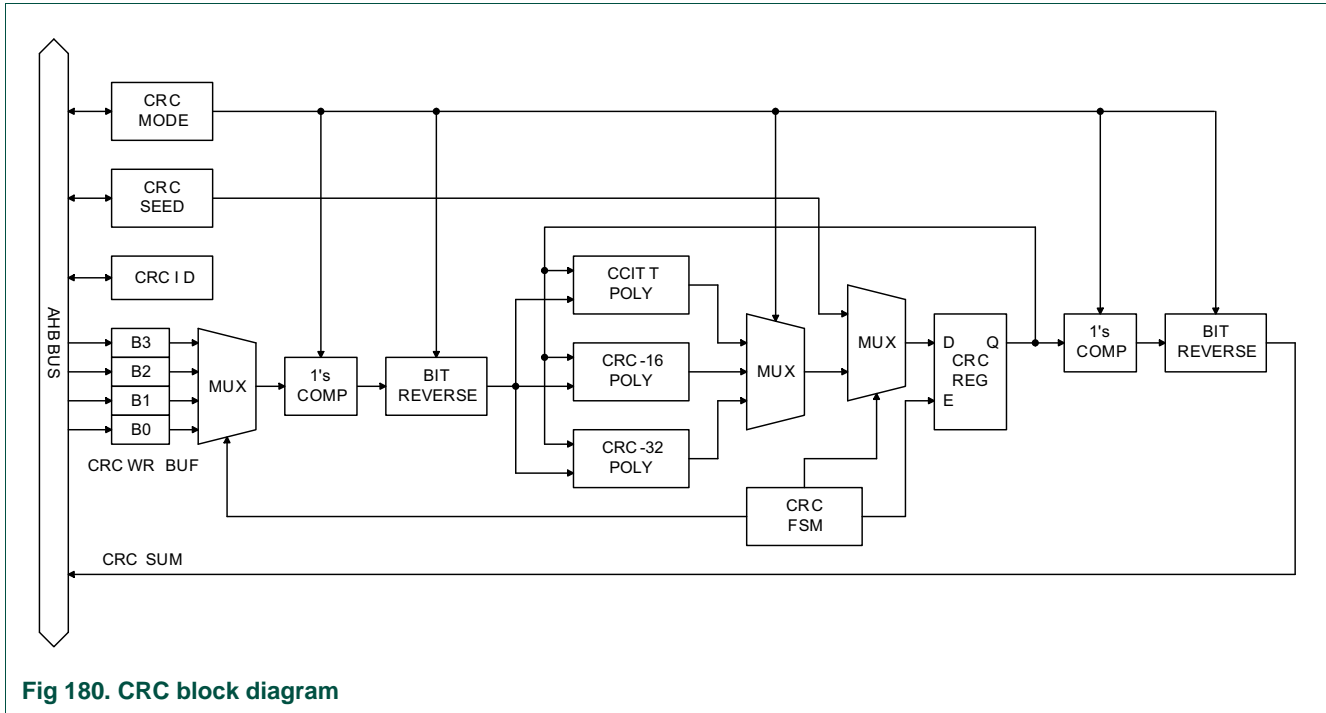 CRC
MODE
CRC
SEED
CRC I D
AHB BUS
B3
B2
B1
B0
CRC WR BUF
MUX
1's
COMP
BIT
REVERSE
CCIT T
POLY
CRC-16
POLY
CRC-32
POLY
MUX
MUX
D Q
CRC
REG
E
CRC
FSM
1's
COMP
BIT
REVERSE
CRC SUM
Fig 180. CRC block diagram